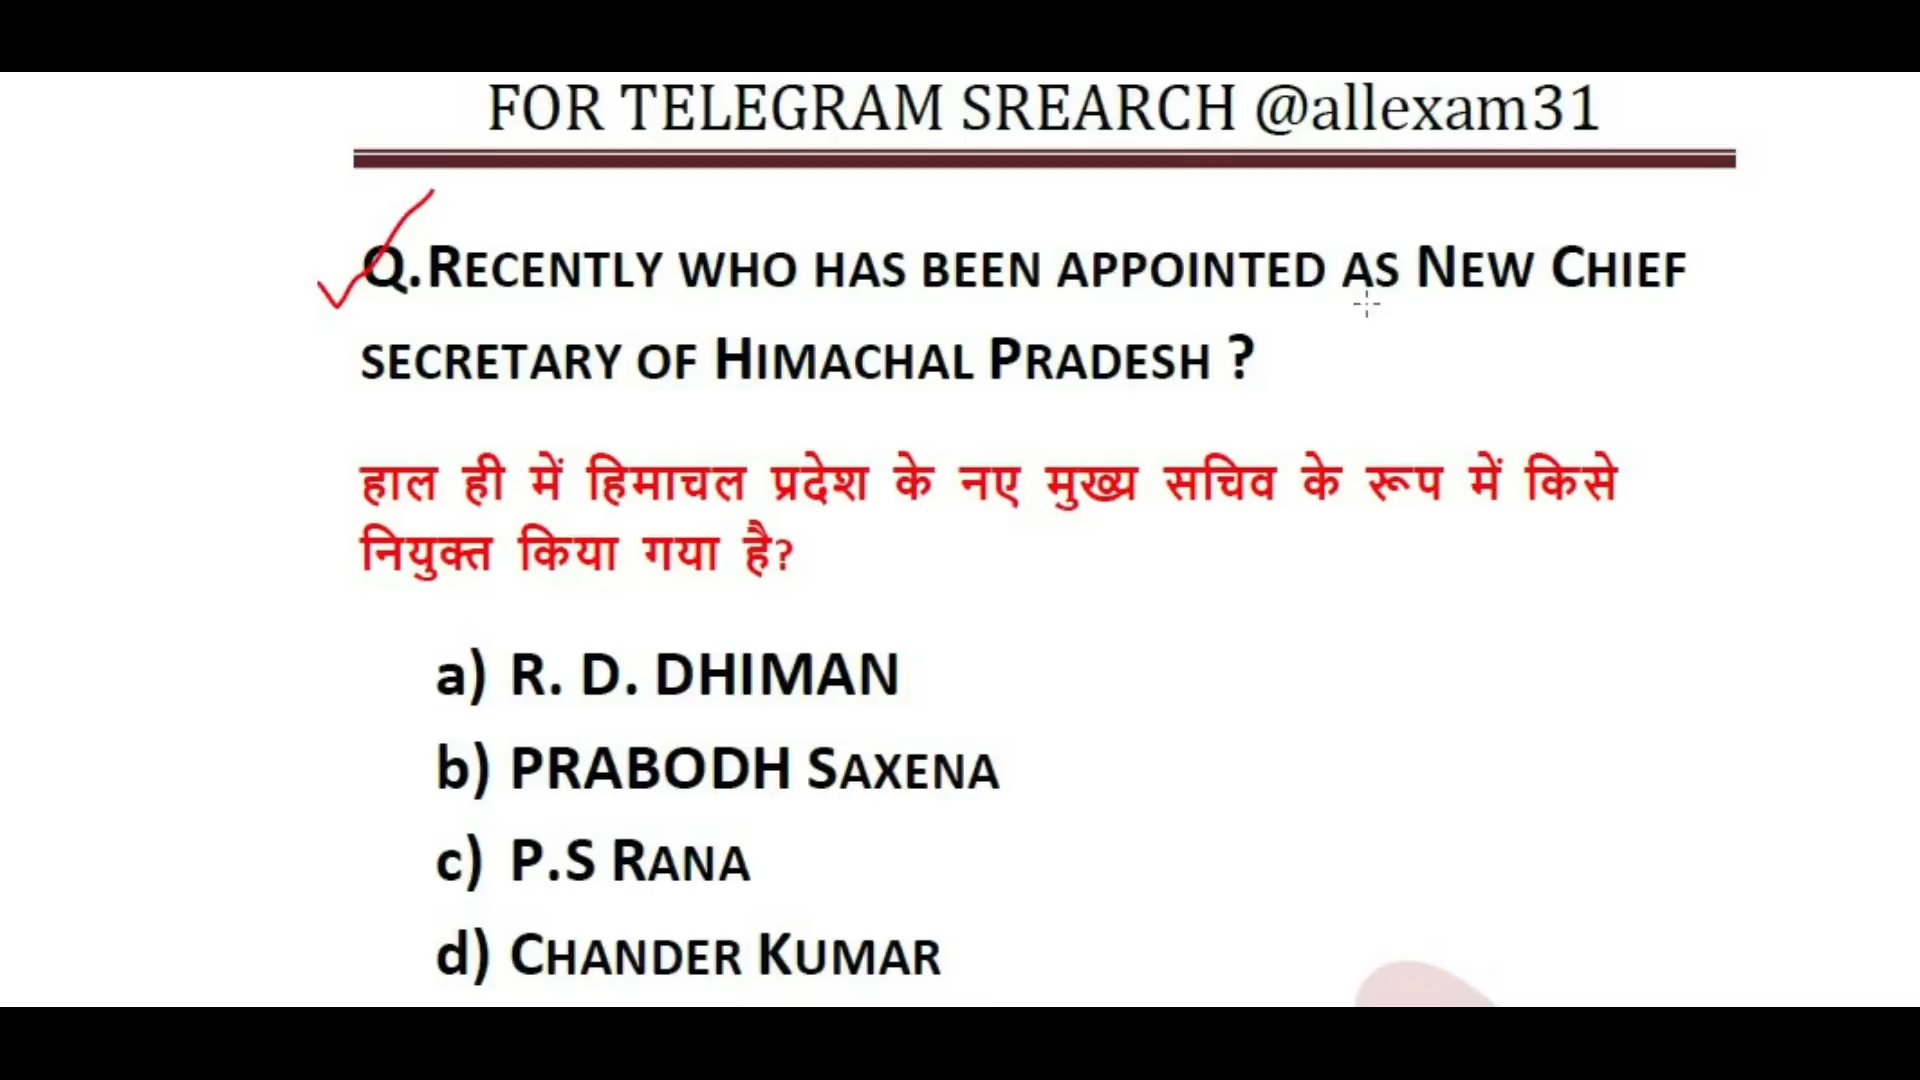 FOR TELEGRAM SREARCH @allexam31
Q.RECENTLY WHO HAS BEEN APPOINTED AS NEW CHIEF
SECRETARY OF HIMACHAL PRADESH ?
हाल ही में हिमाचल प्रदेश के नए मुख्य सचिव के रूप में किसे
नियुक्त किया गया है?
a) R. D. DHIMAN
b) PRABODH SAXENA
c) P.S RANA
d) CHANDER KUMAR